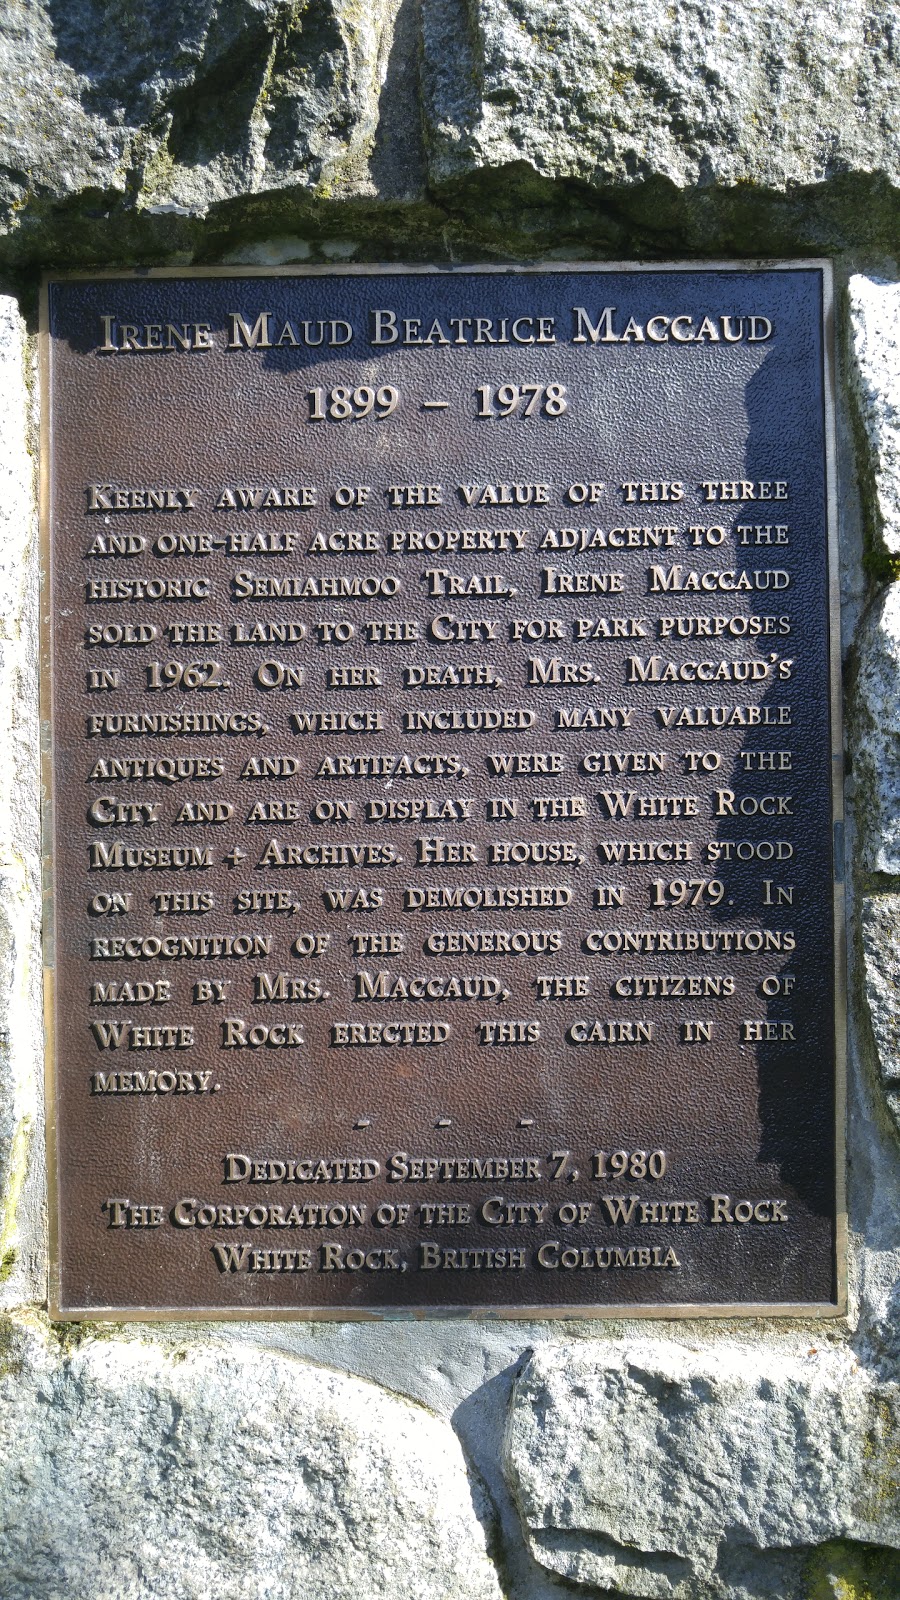 Irene Maud Beatrice Maccaud
1899 – 1978
Keenly aware of the value of this three
and one-half acre property adjacent to the
historic Semiahmoo Trail, Irene Maccaud
sold the land to the City for park purposes
in 1962. On her death, Mrs. Maccaud's
furnishings, which included many valuable
antiques and artifacts, were given to the
City and are on display in the White Rock
Museum + Archives. Her house, which stood
on this site, was demolished in 1979. In
recognition of the generous contributions
made by Mrs. Maccaud, the citizens of
White Rock erected this cairn in her
memory.
- - -
Dedicated September 7, 1980
The Corporation of the City of White Rock
White Rock, British Columbia